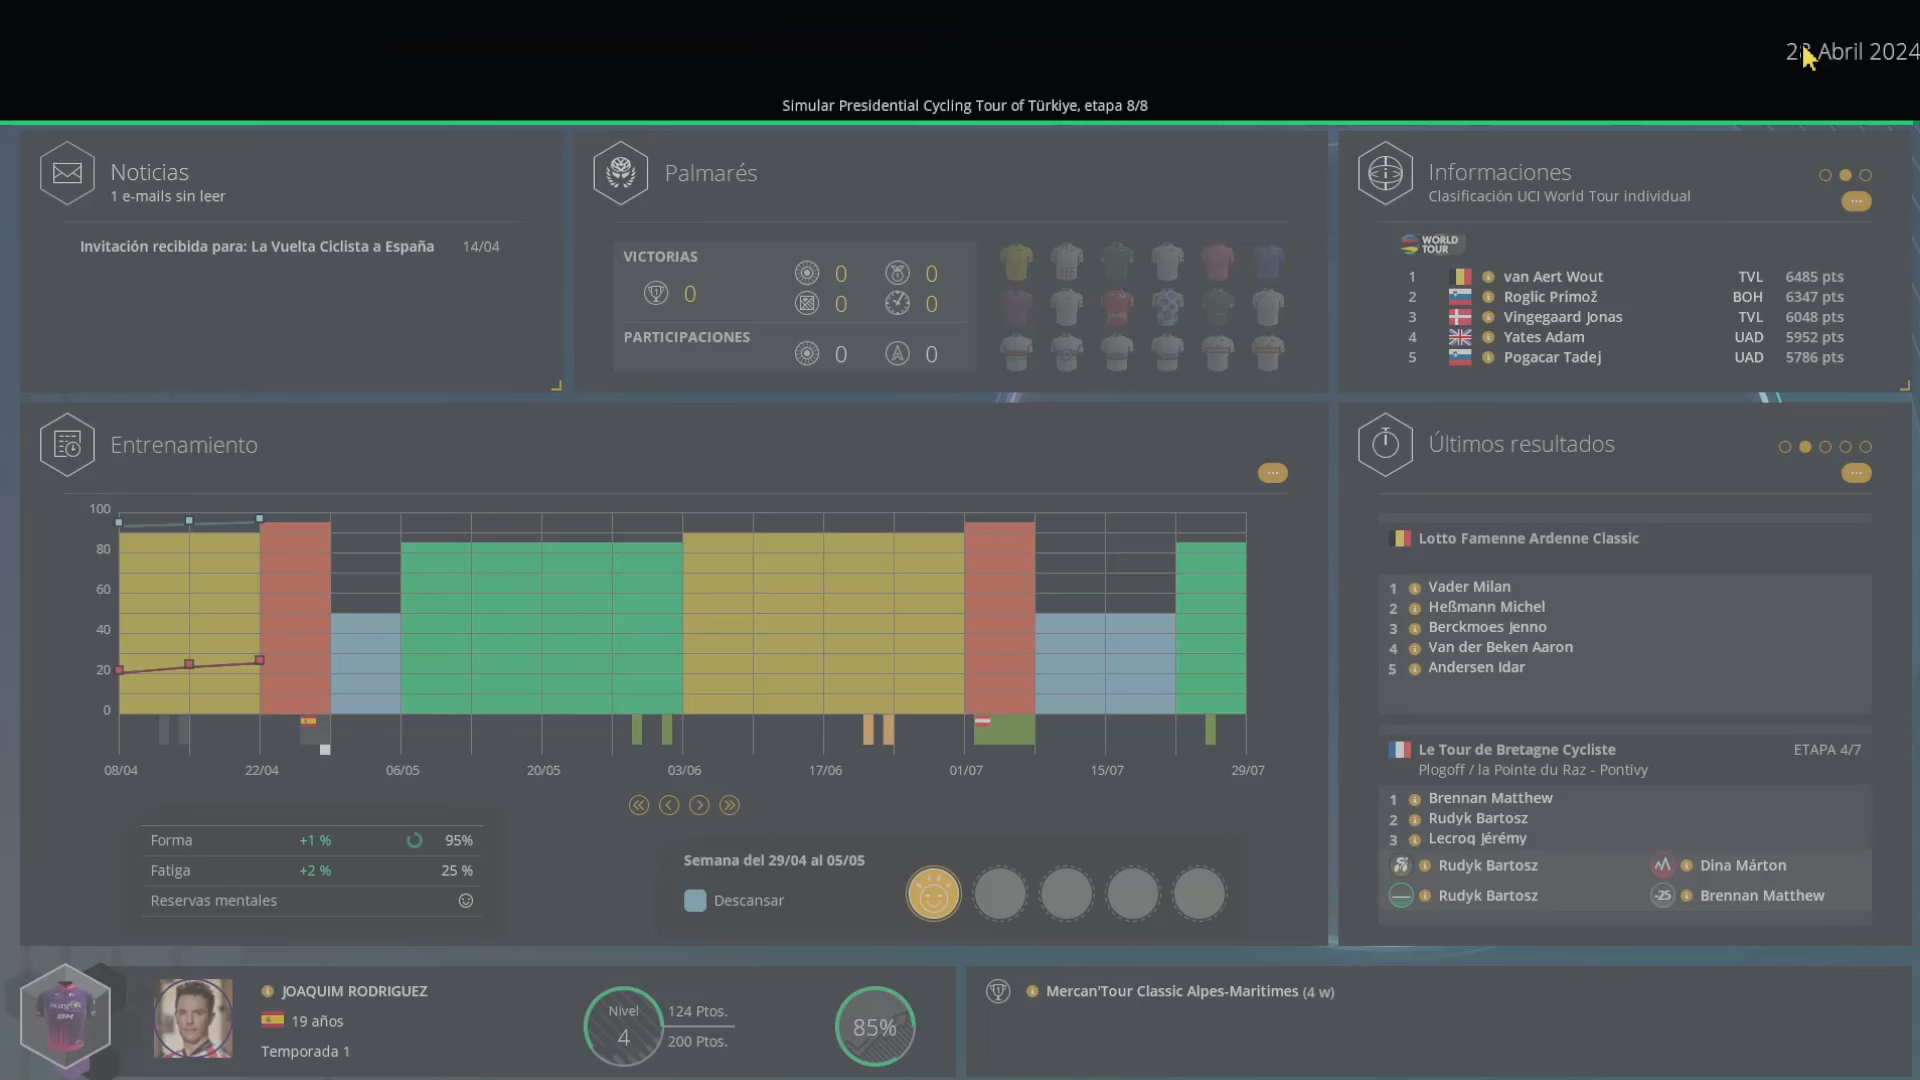 28 Abril 2024
Simular Presidential Cycling Tour of Türkiye, etapa 8/8
Noticias
1 e-mails sin leer
Invitación recibida para: La Vuelta Ciclista a España 14/04
Palmarés
VICTORIAS
0
0 0
0 0
PARTICIPACIONES
0 0
Informaciones
Clasificación UCI World Tour individual
WORLD TOUR
1 van Aert Wout TVL 6485 pts
2 Roglic Primož BOH 6347 pts
3 Vingegaard Jonas TVL 6048 pts
4 Yates Adam UAD 5952 pts
5 Pogacar Tadej UAD 5786 pts
Entrenamiento
100
80
60
40
20
0
08/04 22/04 06/05 20/05 03/06 17/06 01/07 15/07 29/07
Forma +1 % 95%
Fatiga +2 % 25 %
Reservas mentales
Semana del 29/04 al 05/05
Descansar
Últimos resultados
Lotto Famenne Ardenne Classic
1 Vader Milan
2 Heßmann Michel
3 Berckmoes Jenno
4 Van der Beken Aaron
5 Andersen Idar
Le Tour de Bretagne Cycliste ETAPA 4/7
Plogoff / la Pointe du Raz - Pontivy
1 Brennan Matthew
2 Rudyk Bartosz
3 Lecroq Jérémy
Rudyk Bartosz Dina Márton
Rudyk Bartosz -25 Brennan Matthew
JOAQUIM RODRIGUEZ
19 años
Temporada 1
Nivel
4
124 Ptos.
200 Ptos.
85%
Mercan'Tour Classic Alpes-Maritimes (4 w)